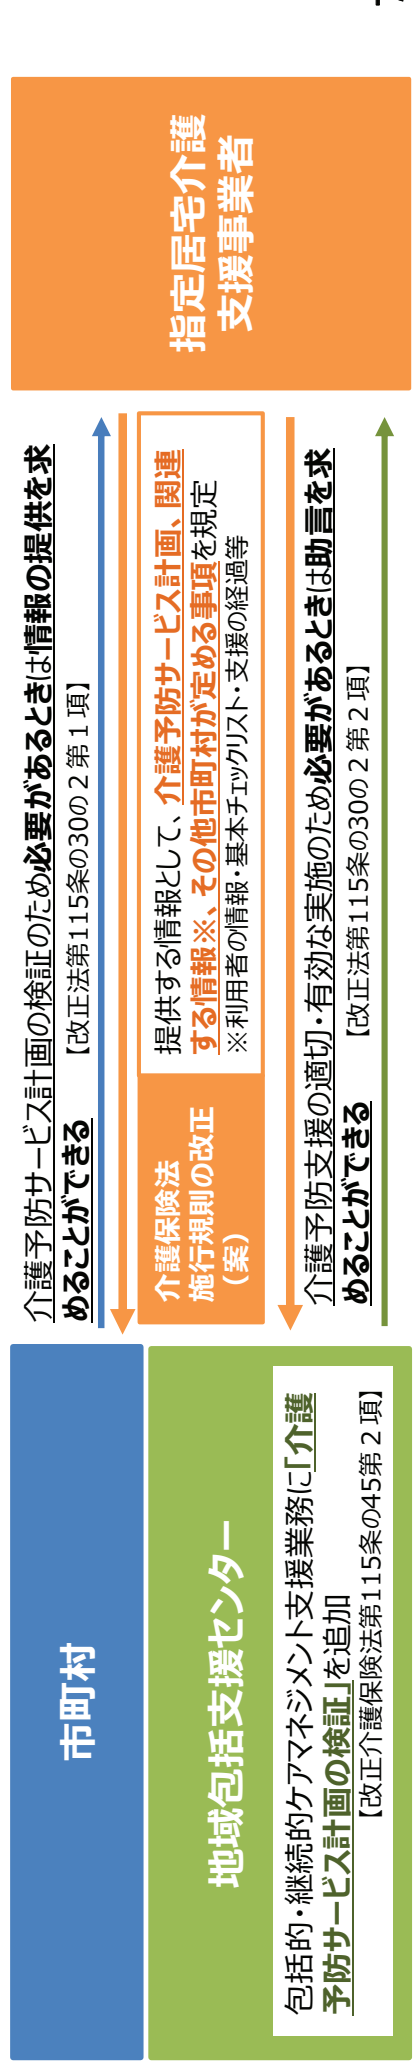 市町村
地域包括支援センター
包括的・継続的ケアマネジメント支援業務に「介護
予防サービス計画の検証」を追加
【改正介護保険法第115条の45第２項】
介護予防サービス計画の検証のため必要があるときは情報の提供を求
めることができる　【改正法第115条の30の２第１項】
介護保険法
施行規則の改正
（案）
提供する情報として、介護予防サービス計画、関連
する情報※、その他市町村が定める事項を規定
※利用者の情報・基本チェックリスト・支援の経過等
介護予防支援の適切・有効な実施のため必要があるときは助言を求
めることができる　【改正法第115条の30の２第２項】
指定居宅介護
支援事業者